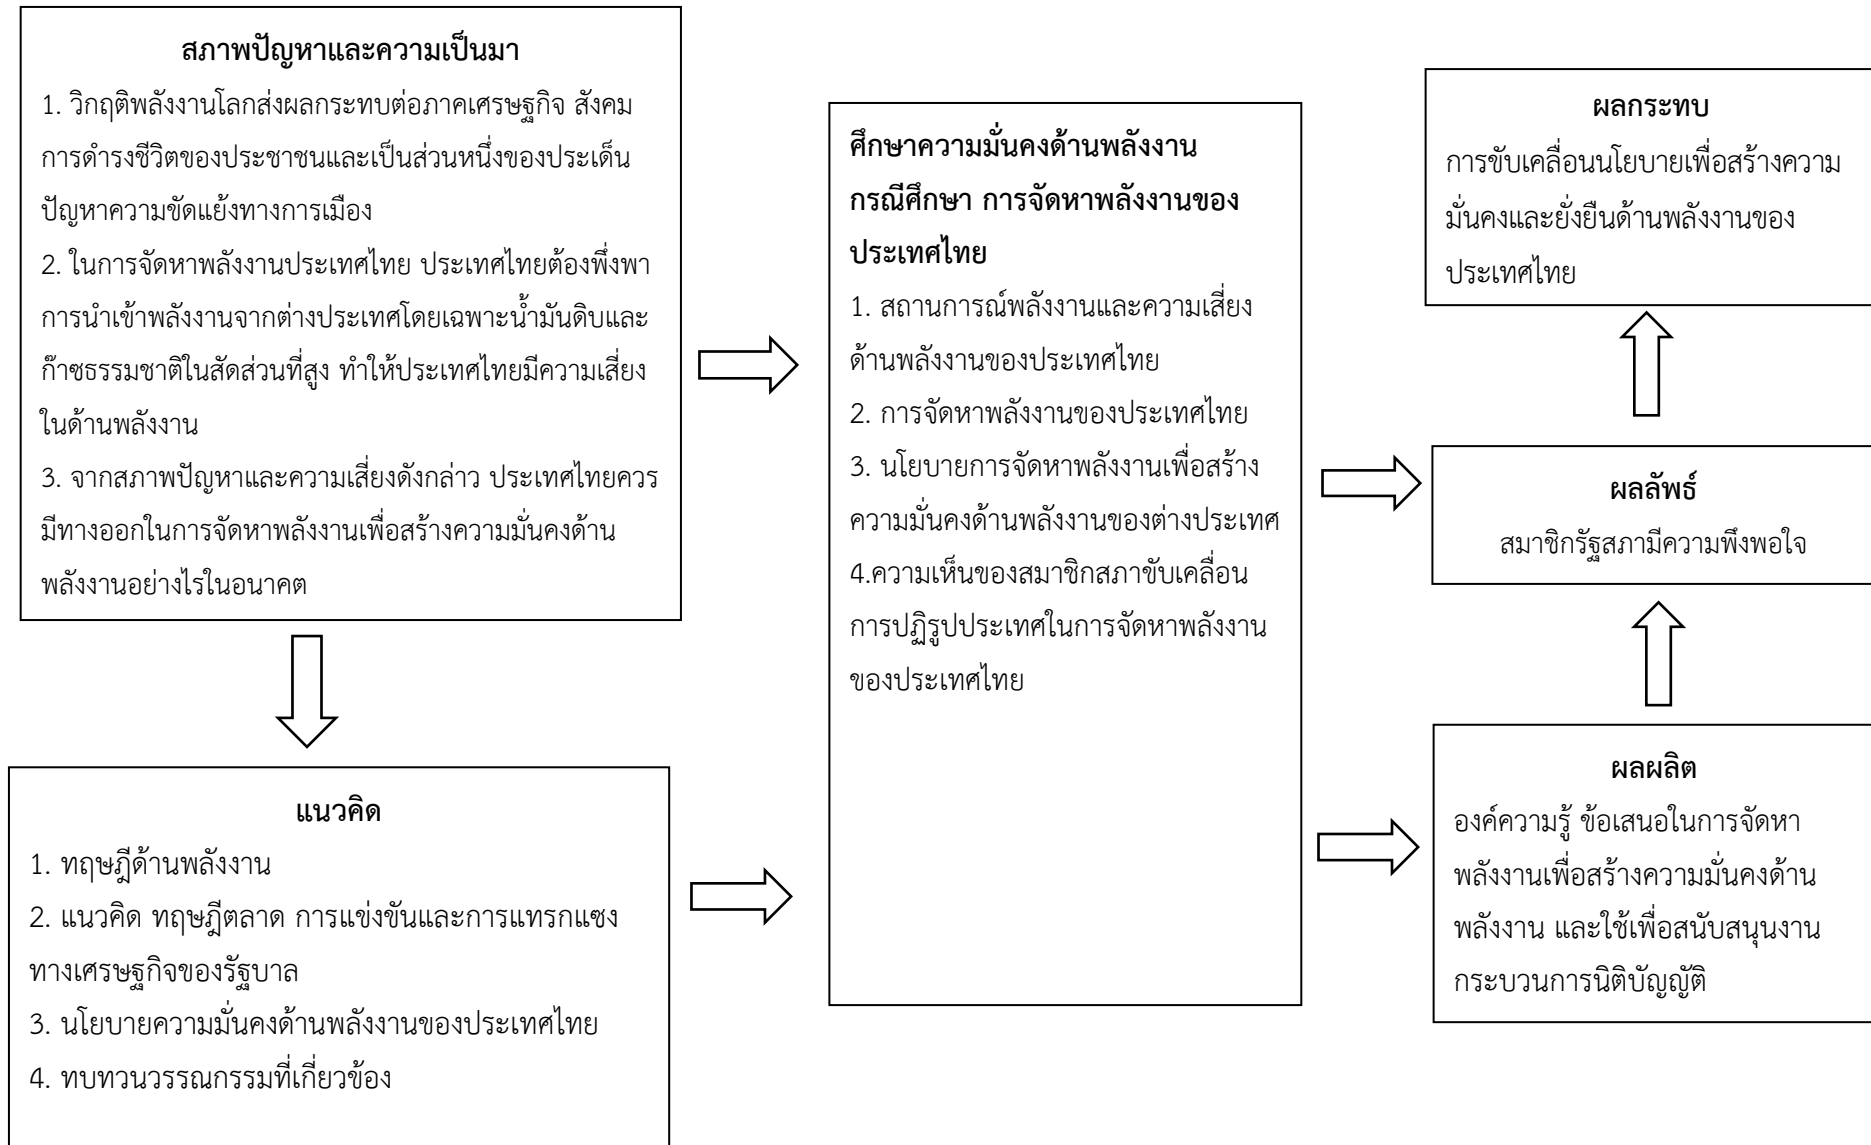 สภาพปัญหาและความเป็นมา
1. วิกฤติพลังงานโลกส่งผลกระทบต่อภาคเศรษฐกิจ สังคม
การดำรงชีวิตของประชาชนและเป็นส่วนหนึ่งของประเด็น
ปัญหาความขัดแย้งทางการเมือง
2. ในการจัดหาพลังงานประเทศไทย ประเทศไทยต้องพึ่งพา
การนำเข้าพลังงานจากต่างประเทศโดยเฉพาะน้ำมันดิบและ
ก๊าซธรรมชาติในสัดส่วนที่สูง ทำให้ประเทศไทยมีความเสี่ยง
ในด้านพลังงาน
3. จากสภาพปัญหาและความเสี่ยงดังกล่าว ประเทศไทยควร
มีทางออกในการจัดหาพลังงานเพื่อสร้างความมั่นคงด้าน
พลังงานอย่างไรในอนาคต
แนวคิด
1. ทฤษฎีด้านพลังงาน
2. แนวคิด ทฤษฎีตลาด การแข่งขันและการแทรกแซง
ทางเศรษฐกิจของรัฐบาล
3. นโยบายความมั่นคงด้านพลังงานของประเทศไทย
4. ทบทวนวรรณกรรมที่เกี่ยวข้อง
ศึกษาความมั่นคงด้านพลังงาน
กรณีศึกษา การจัดหาพลังงานของ
ประเทศไทย
1. สถานการณ์พลังงานและความเสี่ยง
ด้านพลังงานของประเทศไทย
2. การจัดหาพลังงานของประเทศไทย
3. นโยบายการจัดหาพลังงานเพื่อสร้าง
ความมั่นคงด้านพลังงานของต่างประเทศ
4.ความเห็นของสมาชิกสภาขับเคลื่อน
การปฏิรูปประเทศในการจัดหาพลังงาน
ของประเทศไทย
ผลกระทบ
การขับเคลื่อนนโยบายเพื่อสร้างความ
มั่นคงและยั่งยืนด้านพลังงานของ
ประเทศไทย
ผลลัพธ์
สมาชิกรัฐสภามีความพึงพอใจ
ผลผลิต
องค์ความรู้ ข้อเสนอในการจัดหา
พลังงานเพื่อสร้างความมั่นคงด้าน
พลังงาน และใช้เพื่อสนับสนุนงาน
กระบวนการนิติบัญญัติ